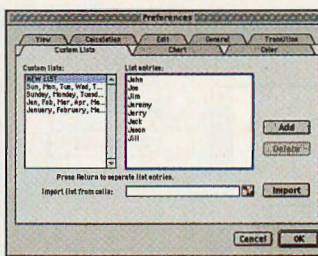 Preferences
View Calculation Edit General Transition
Custom Lists Chart Color
Custom lists: List entries:
NEW LIST
Sun, Mon, Tue, Wed, T...
Sunday, Monday, Tuesd...
Jan, Feb, Mar, Apr, Ma...
January, February, Ma...
John
Joe
Jim
Jeremy
Jerry
Jack
Jason
Jill
Add
Delete
Press Return to separate list entries.
Import list from cells:
Import
Cancel OK